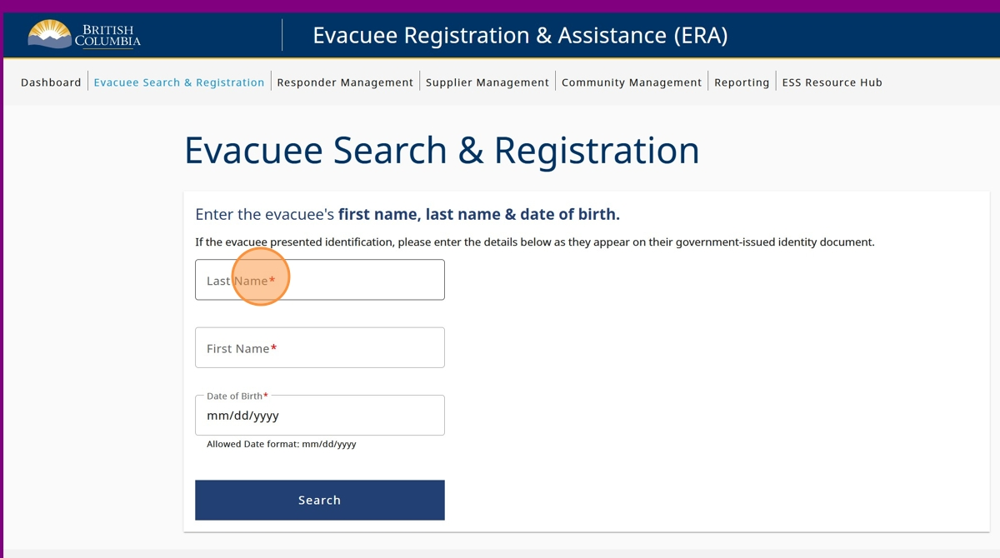 BRITISH
COLUMBIA
Evacuee Registration & Assistance (ERA)
Dashboard Evacuee Search & Registration Responder Management Supplier Management Community Management Reporting ESS Resource Hub
Evacuee Search & Registration
Enter the evacuee's first name, last name & date of birth.
If the evacuee presented identification, please enter the details below as they appear on their government-issued identity document.
Last Name*
First Name*
Date of Birth*
mm/dd/yyyy
Allowed Date format: mm/dd/yyyy
Search